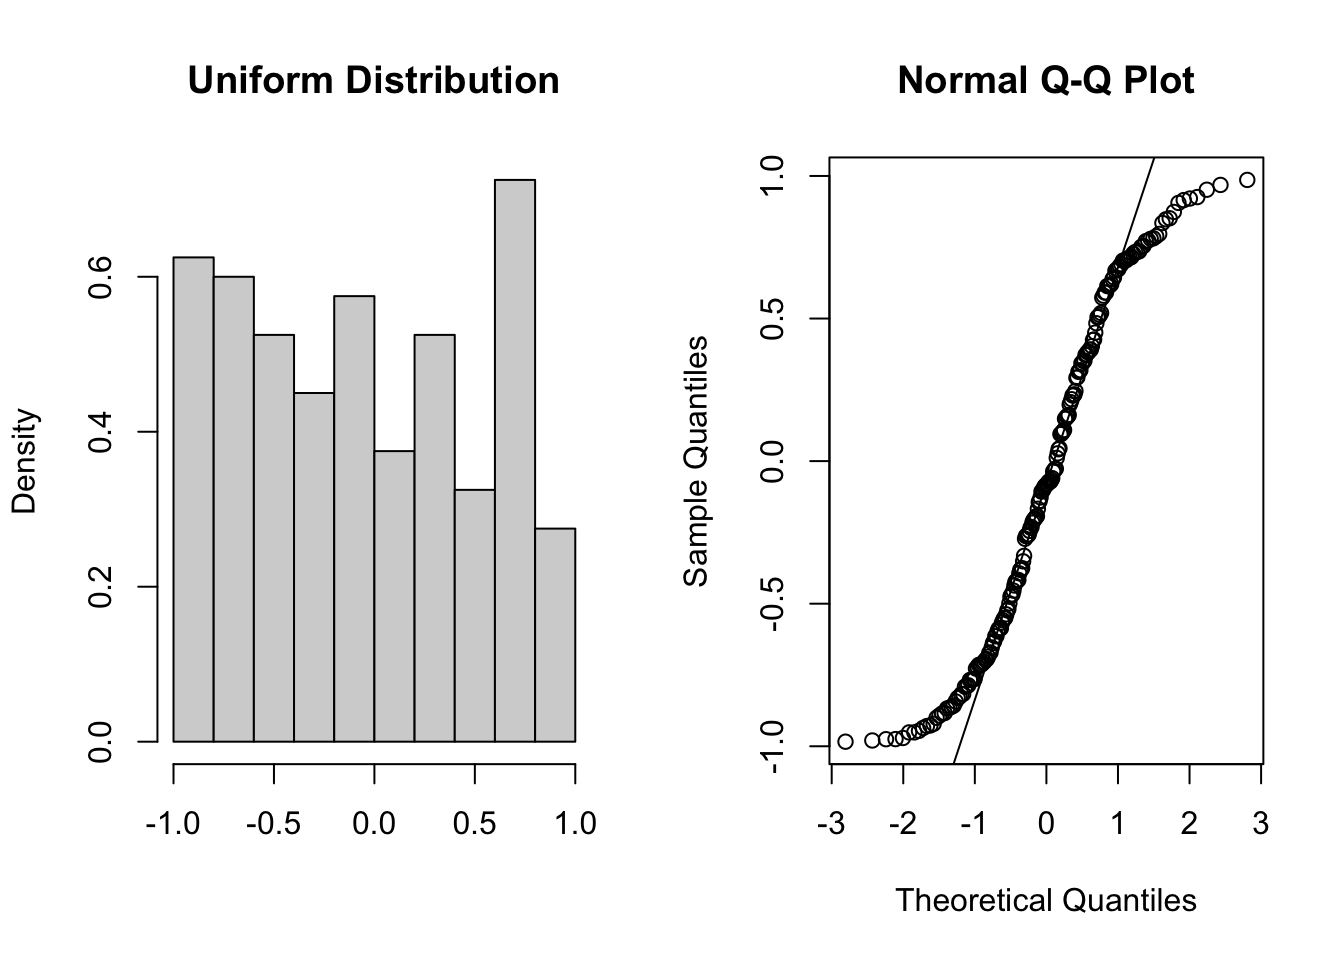 Uniform Distribution
Density
0.0
0.2
0.4
0.6
-1.0 -0.5 0.0 0.5 1.0
Normal Q-Q Plot
Sample Quantiles
-1.0
-0.5
0.0
0.5
1.0
-3 -2 -1 0 1 2 3
Theoretical Quantiles